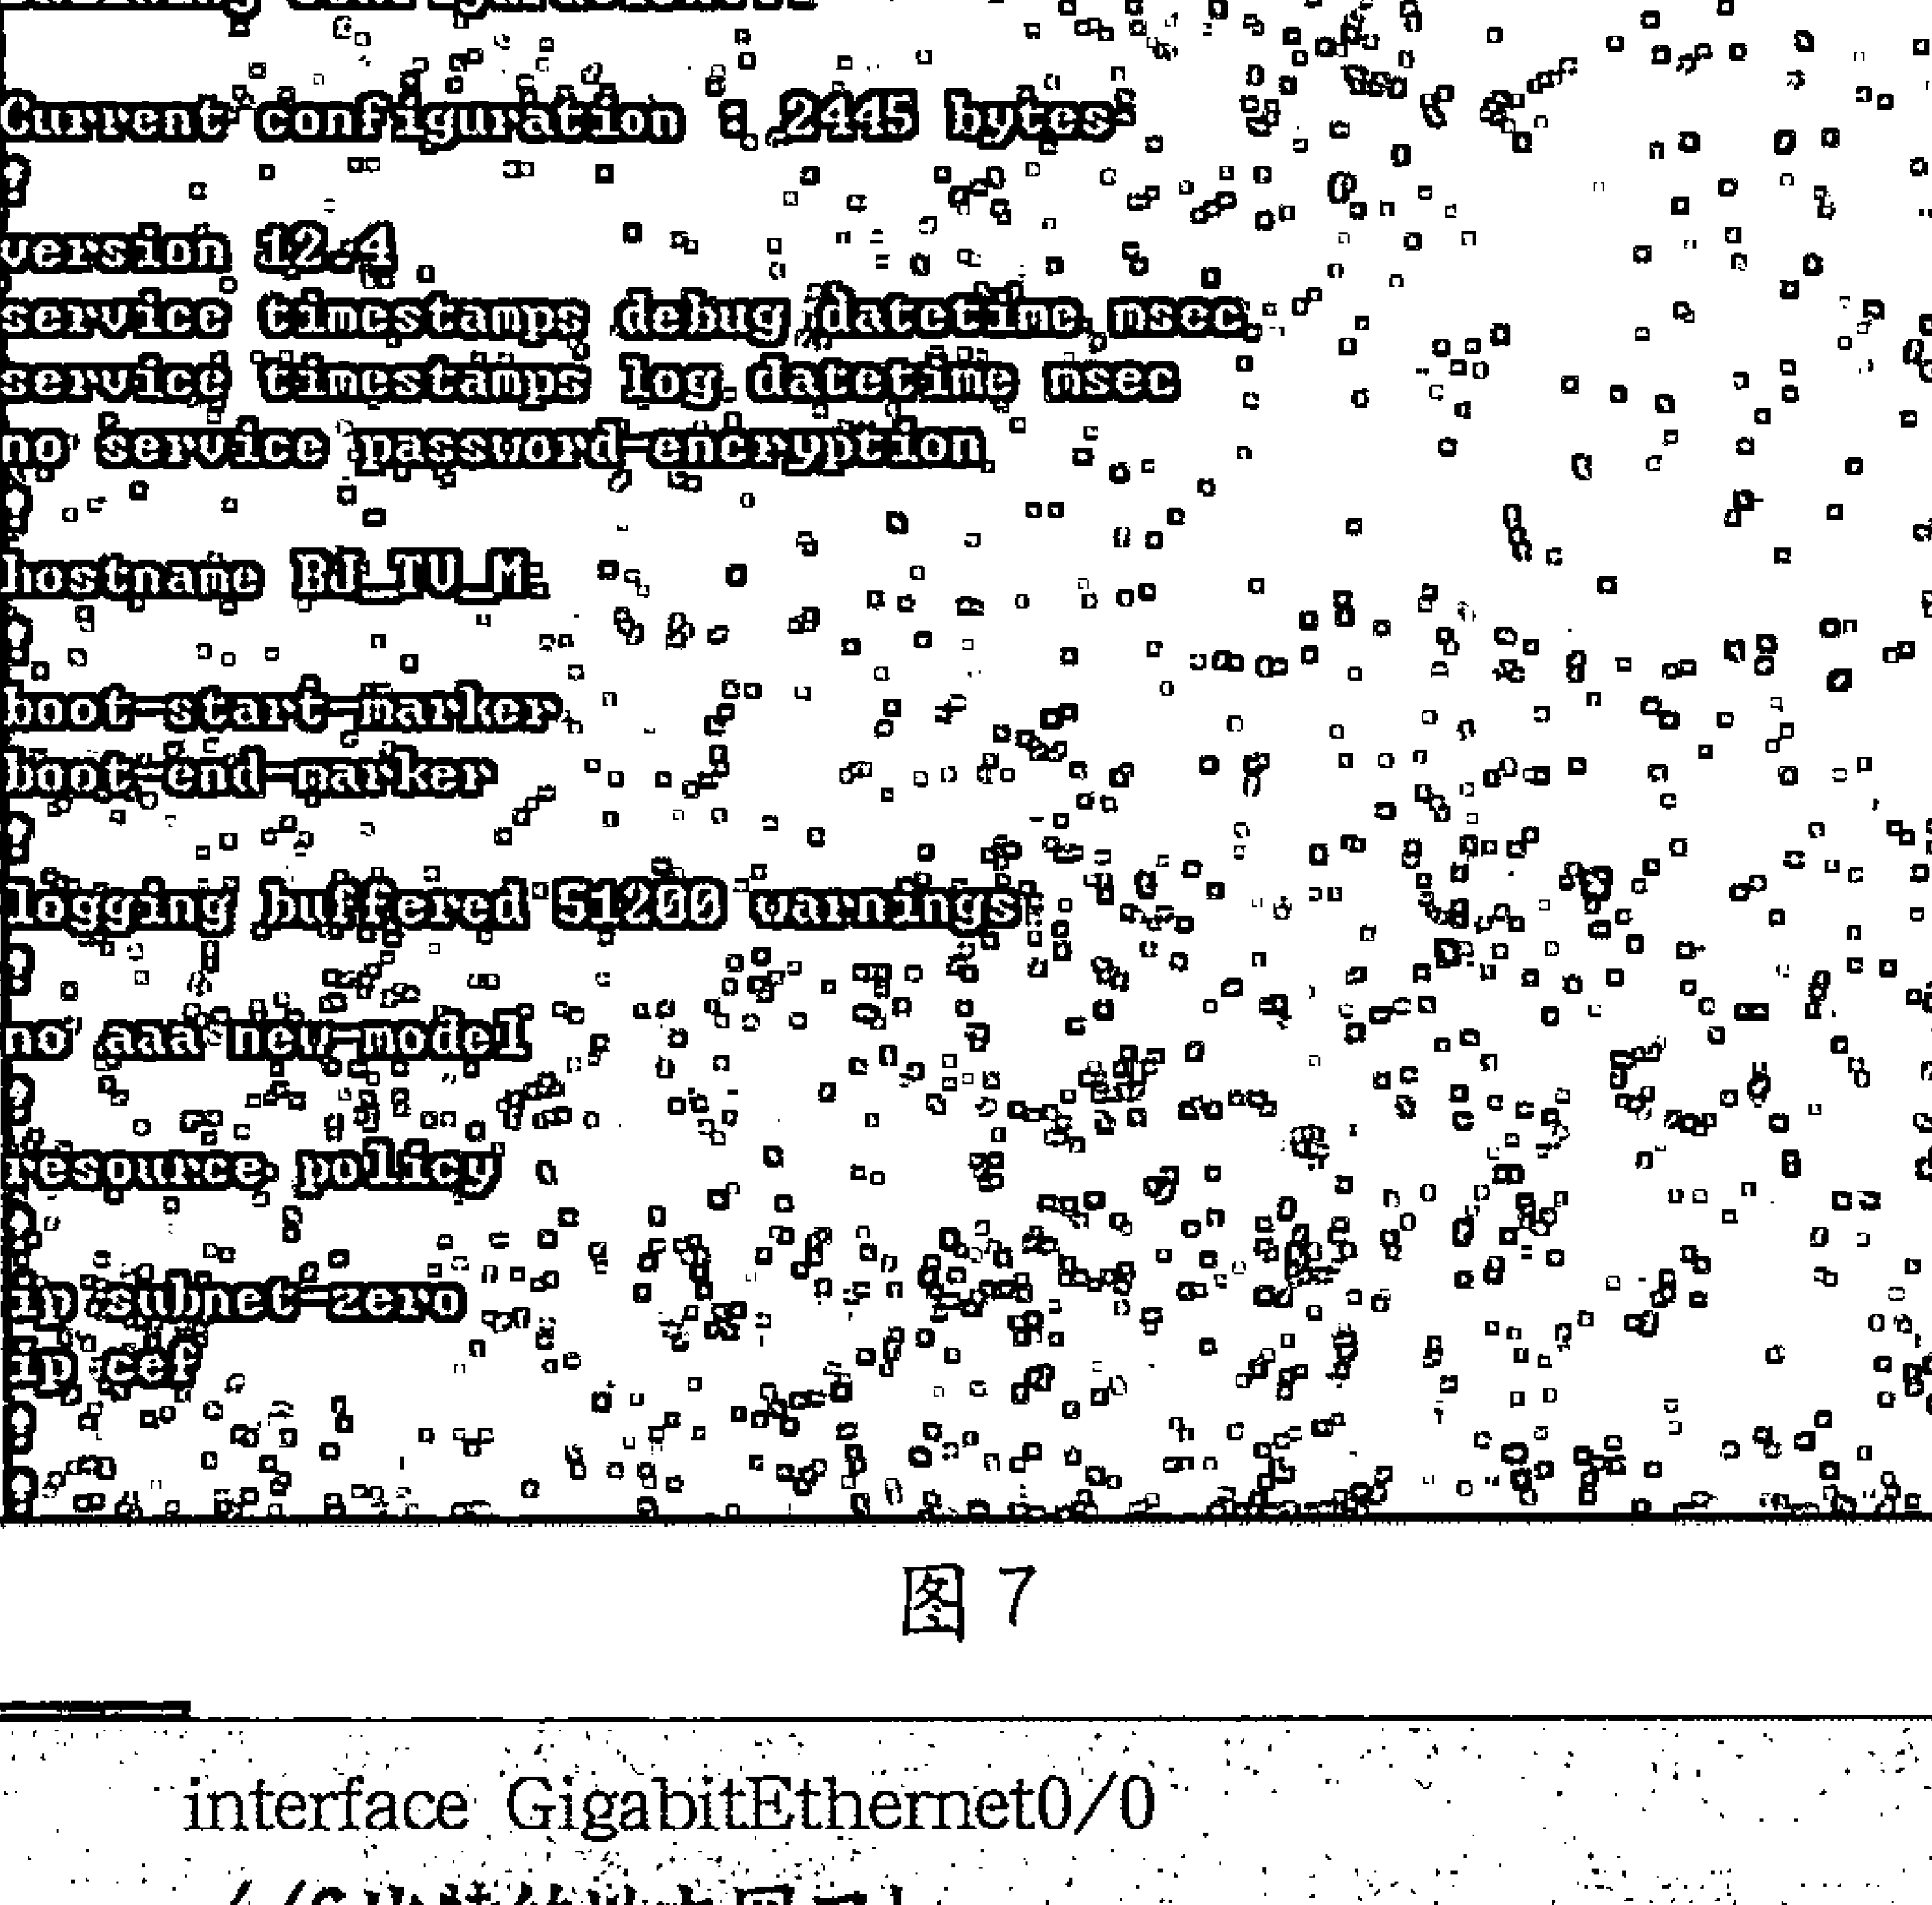 Current configuration : 2445 bytes
!
version 12.4
service timestamps debug datetime msec
service timestamps log datetime msec
no service password-encryption
!
hostname BJ_TV_M
!
boot-start-marker
boot-end-marker
!
logging buffered 51200 warnings
!
no aaa new-model
!
resource policy
!
ip subnet-zero
ip cef
!
!
图 7
interface GigabitEthernet0/0